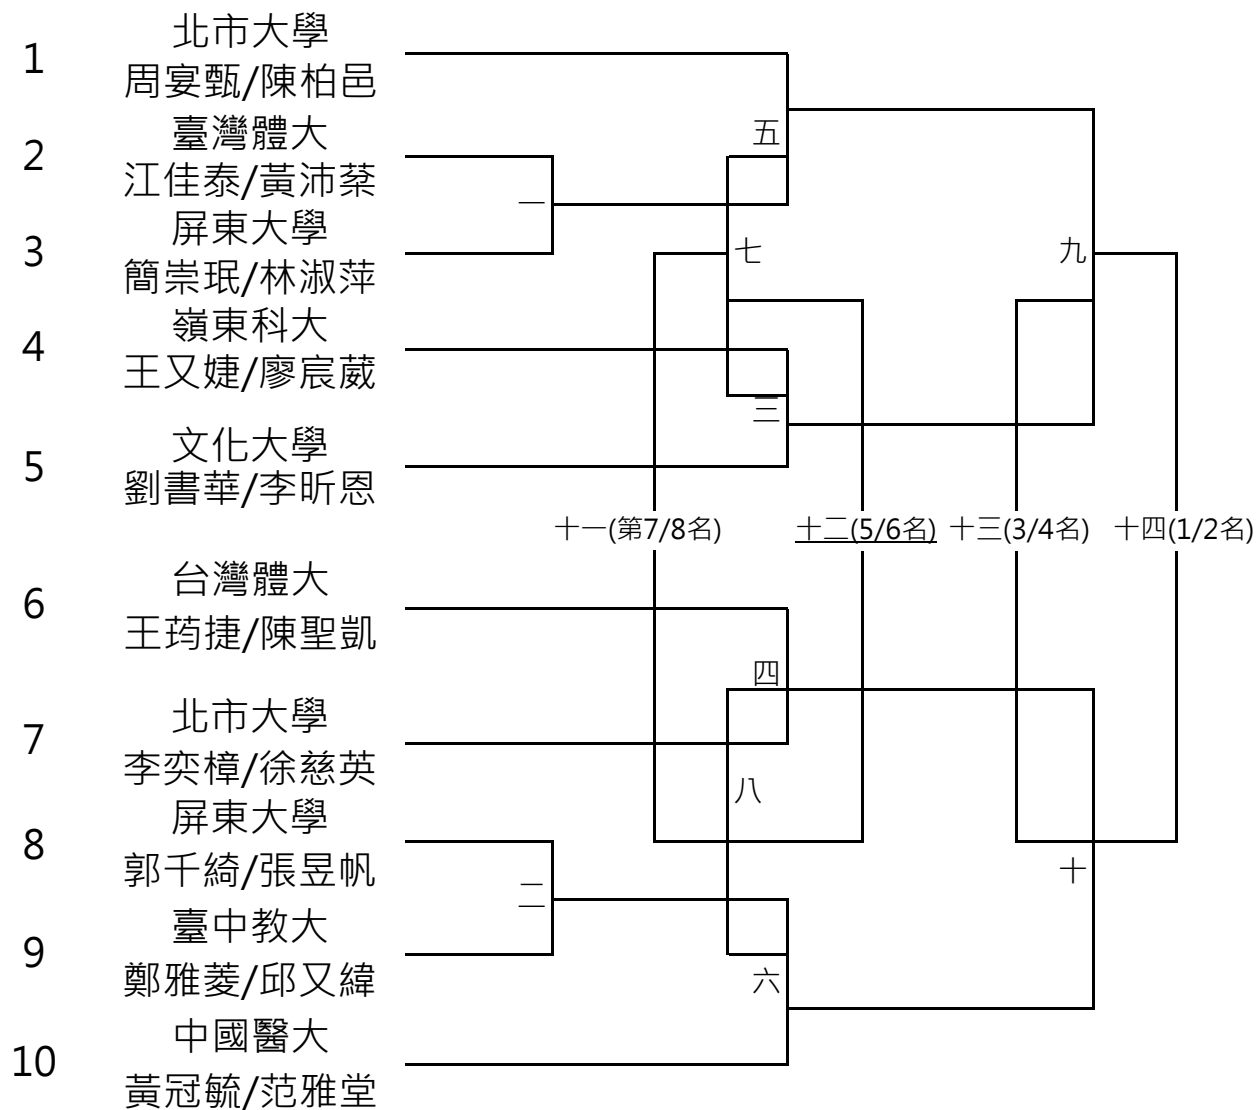 1
北市大學
周宴甄/陳柏邑
2
臺灣體大
江佳泰/黃沛棻
3
屏東大學
簡崇珉/林淑萍
4
嶺東科大
王又婕/廖宸葳
5
文化大學
劉書華/李昕恩
6
台灣體大
王荺捷/陳聖凱
7
北市大學
李奕樟/徐慈英
8
屏東大學
郭千綺/張昱帆
9
臺中教大
鄭雅菱/邱又緯
10
中國醫大
黃冠毓/范雅堂
一
二
三
四
五
六
七
八
九
十
十一(第7/8名)
十二(5/6名)
十三(3/4名)
十四(1/2名)